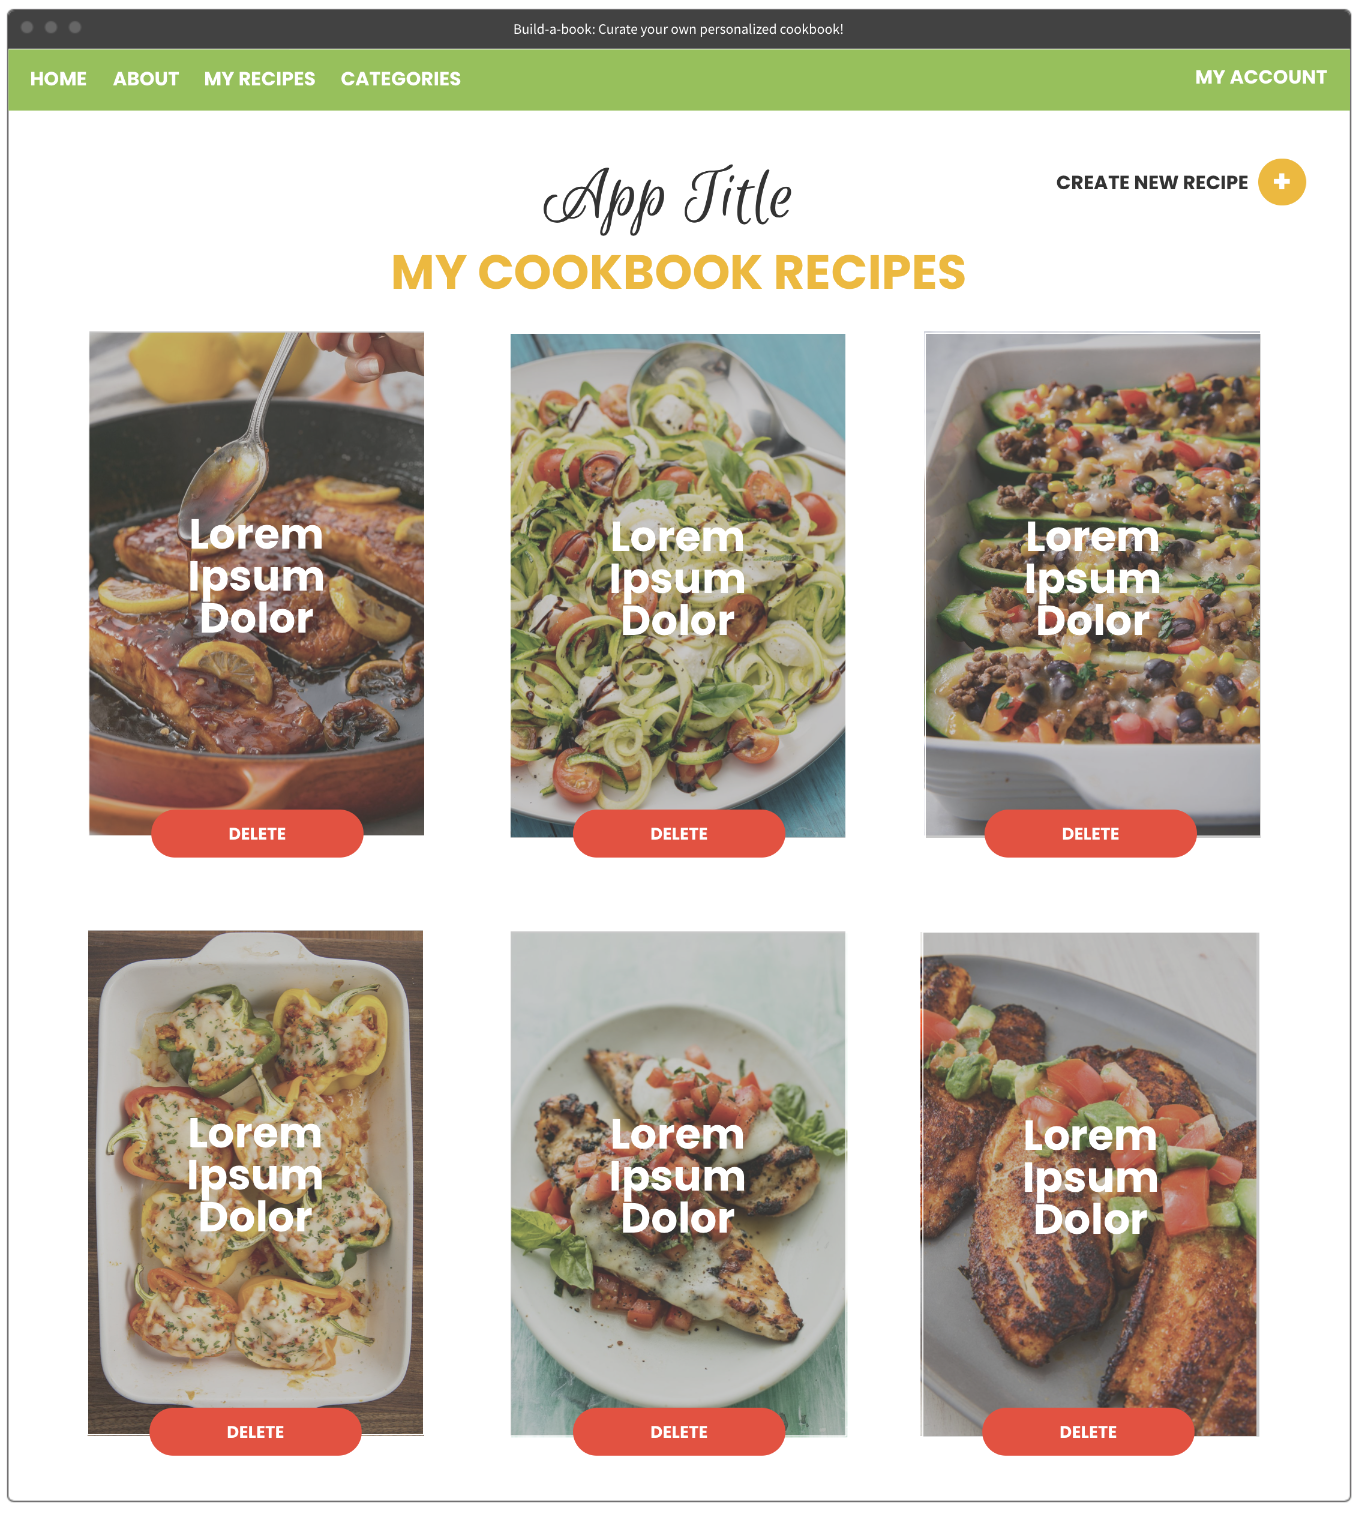 Build-a-book: Curate your own personalized cookbook!
HOME ABOUT MY RECIPES CATEGORIES MY ACCOUNT
CREATE NEW RECIPE +
App Title
MY COOKBOOK RECIPES
Lorem
Ipsum
Dolor
DELETE
Lorem
Ipsum
Dolor
DELETE
Lorem
Ipsum
Dolor
DELETE
Lorem
Ipsum
Dolor
DELETE
Lorem
Ipsum
Dolor
DELETE
Lorem
Ipsum
Dolor
DELETE